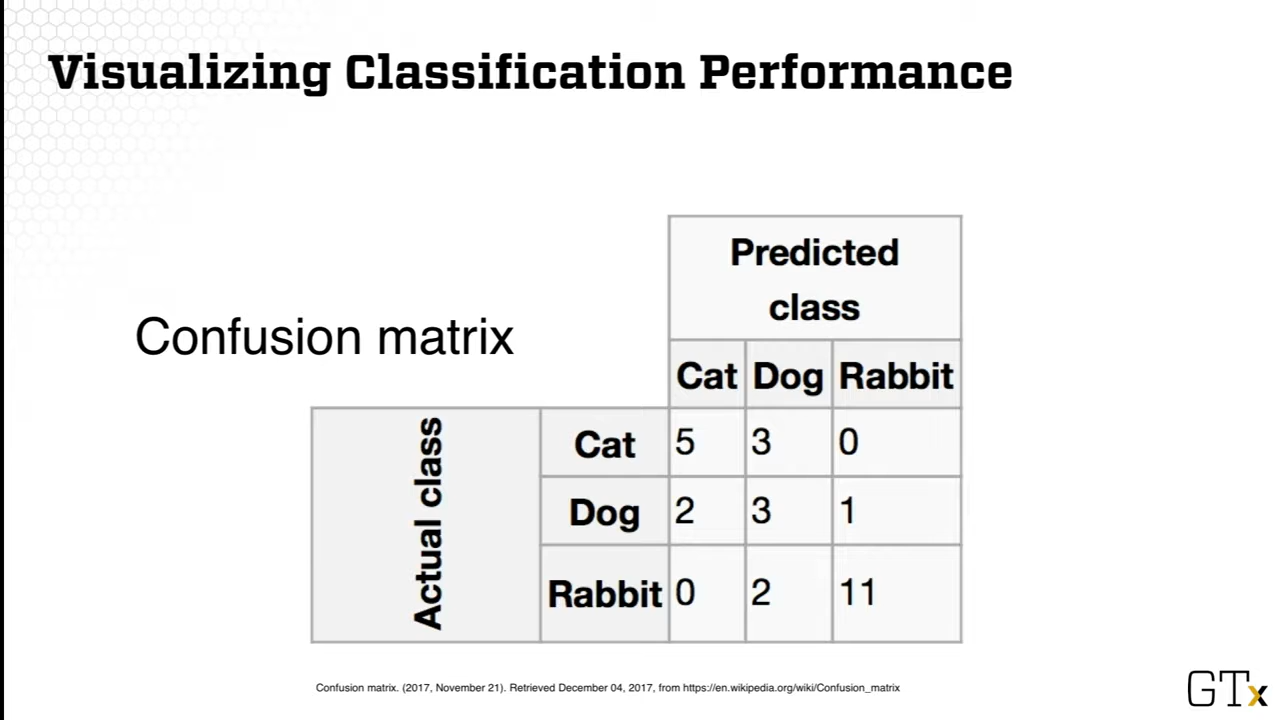 Visualizing Classification Performance
Confusion matrix
Predicted
class
Cat Dog Rabbit
Actual class
Cat 5 3 0
Dog 2 3 1
Rabbit 0 2 11
Confusion matrix. (2017, November 21). Retrieved December 04, 2017, from https://en.wikipedia.org/wiki/Confusion_matrix
GTx